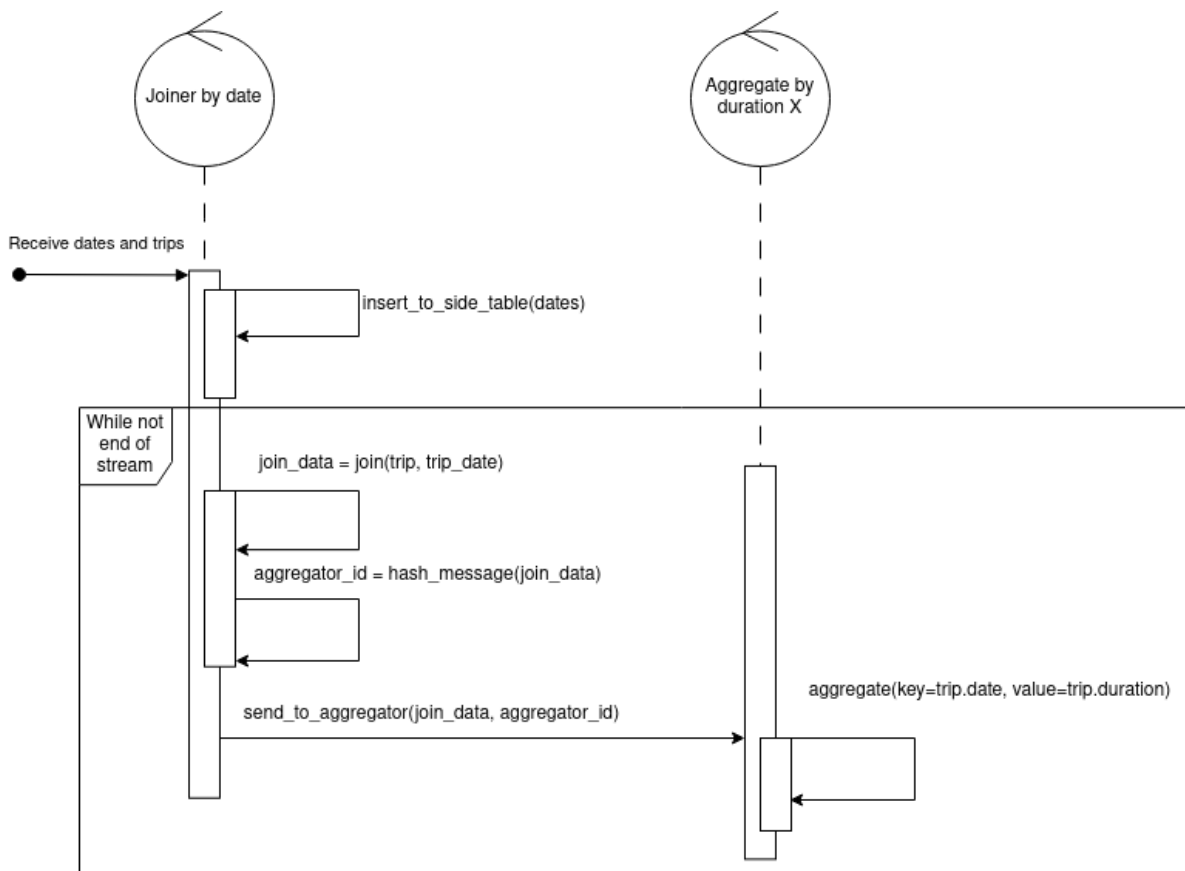 Joiner by date
Aggregate by
duration X
Receive dates and trips
insert_to_side_table(dates)
While not
end of
stream
join_data = join(trip, trip_date)
aggregator_id = hash_message(join_data)
aggregate(key=trip.date, value=trip.duration)
send_to_aggregator(join_data, aggregator_id)